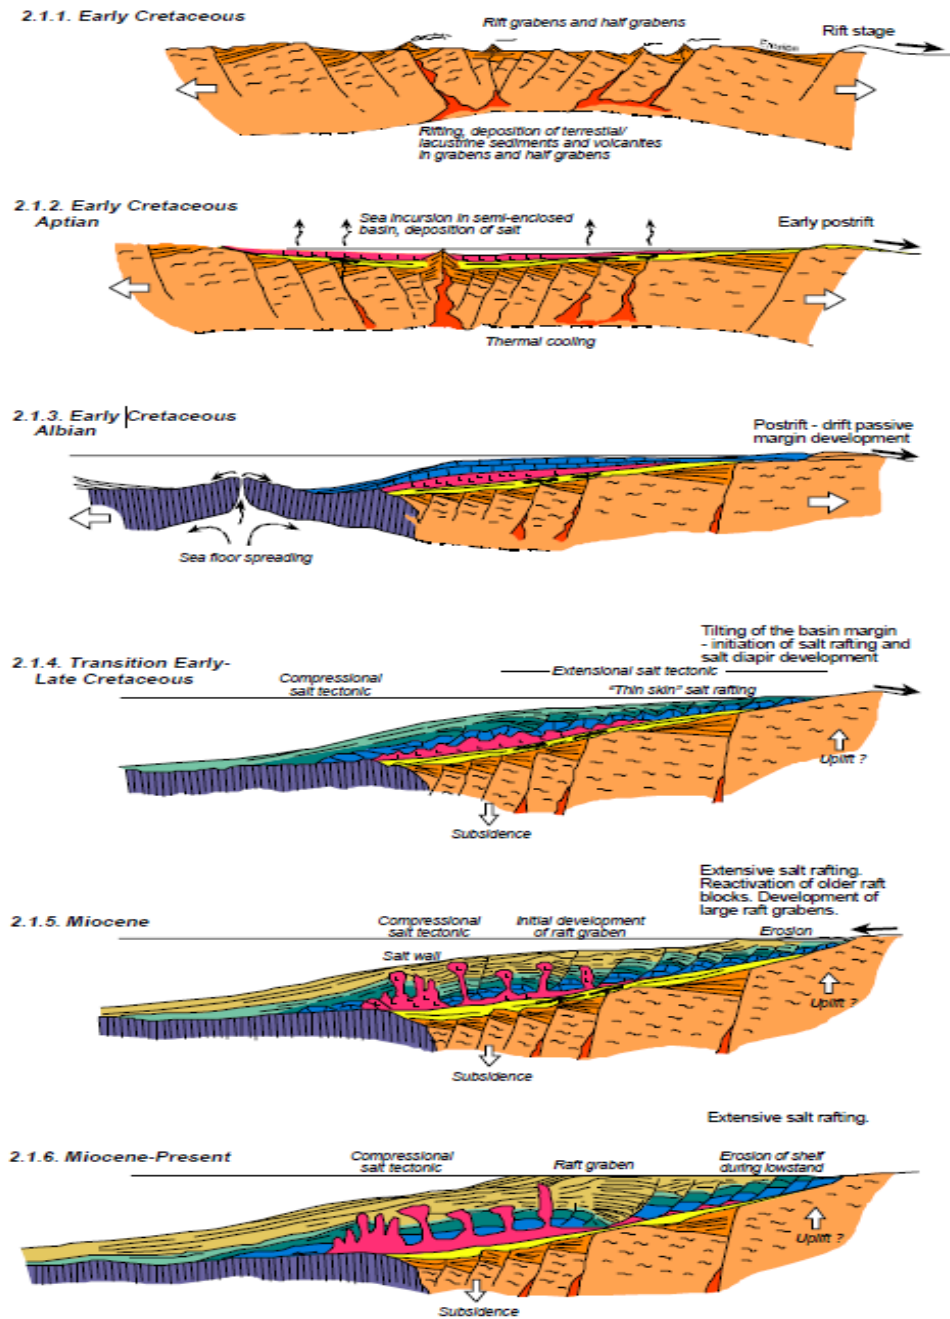 2.1.1. Early Cretaceous
Rift grabens and half grabens
Rift stage
Erosion
Rifting, deposition of terrestial/
lacustrine sediments and volcanites
in grabens and half grabens
2.1.2. Early Cretaceous
Aptian
Sea incursion in semi-enclosed
basin, deposition of salt
Early postrift
Thermal cooling
2.1.3. Early Cretaceous
Albian
Postrift - drift passive
margin development
Sea floor spreading
Tilting of the basin margin
- initiation of salt rafting and
salt diapir development
2.1.4. Transition Early-
Late Cretaceous
Compressional
salt tectonic
Extensional salt tectonic
"Thin skin" salt rafting
Uplift ?
Subsidence
Extensive salt rafting.
Reactivation of older raft
blocks. Development of
large raft grabens.
2.1.5. Miocene
Compressional
salt tectonic
Initial development
of raft graben
Erosion
Salt wall
Uplift ?
Subsidence
Extensive salt rafting.
2.1.6. Miocene-Present
Compressional
salt tectonic
Raft graben
Erosion of shelf
during lowstand
Uplift ?
Subsidence